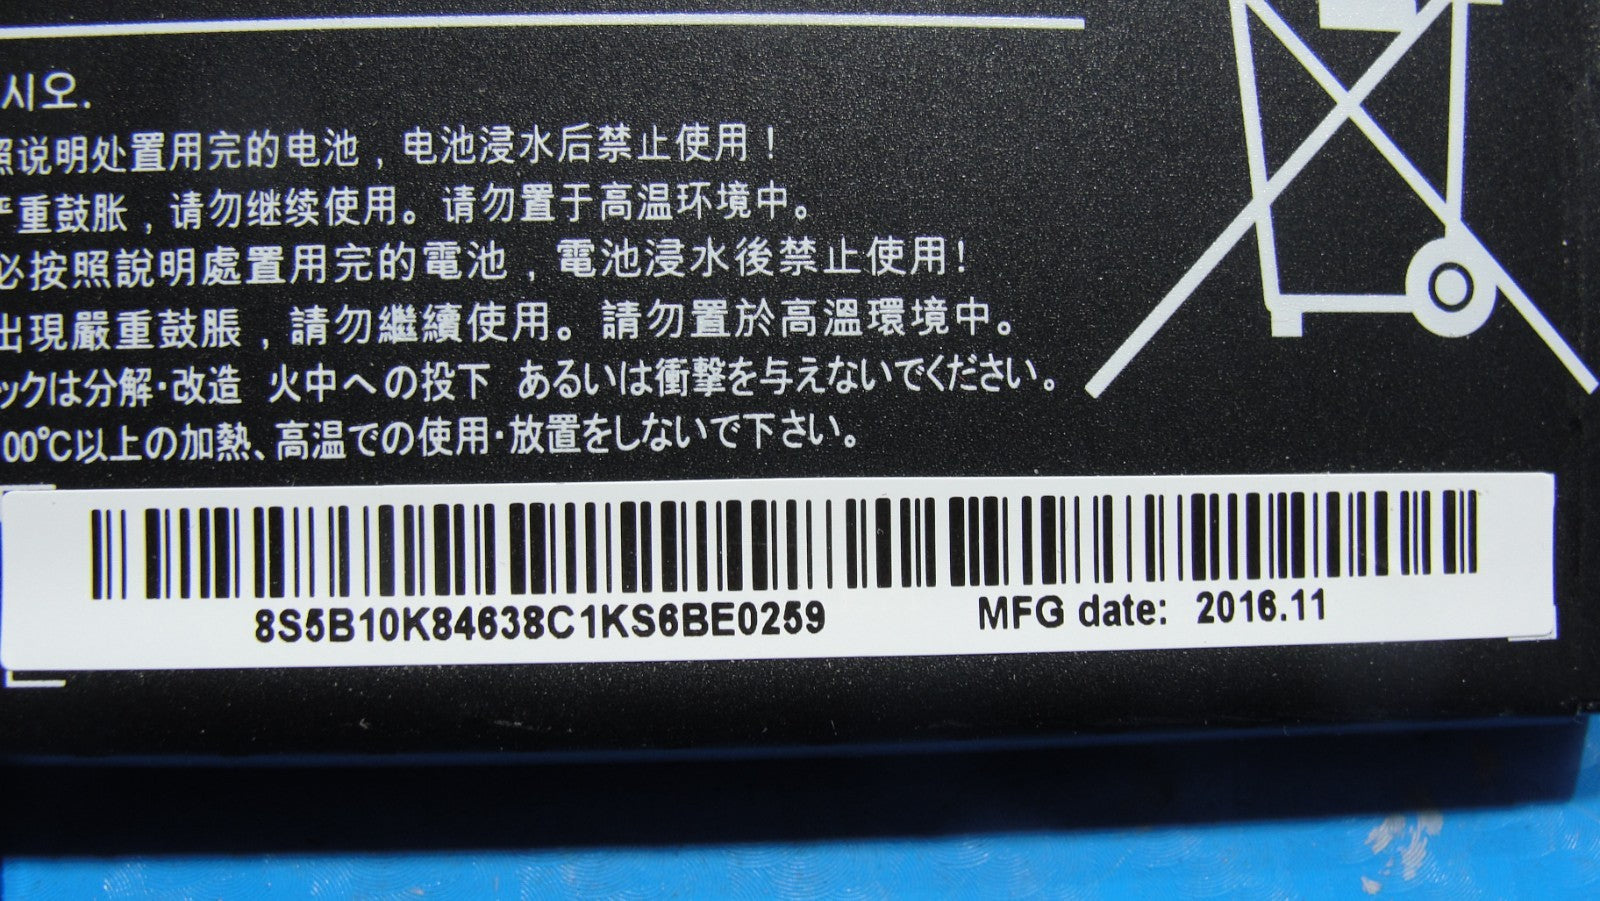 시오.
照说明处置用完的电池，电池浸水后禁止使用！
严重鼓胀，请勿继续使用。请勿置于高温环境中。
必按照說明處置用完的電池，電池浸水後禁止使用！
出現嚴重鼓脹，請勿繼續使用。請勿置於高溫環境中。
ックは分解・改造 火中への投下 あるいは衝撃を与えないでください。
00℃以上の加熱、高温での使用・放置をしないで下さい。
8S5B10K84638C1KS6BE0259 MFG date: 2016.11